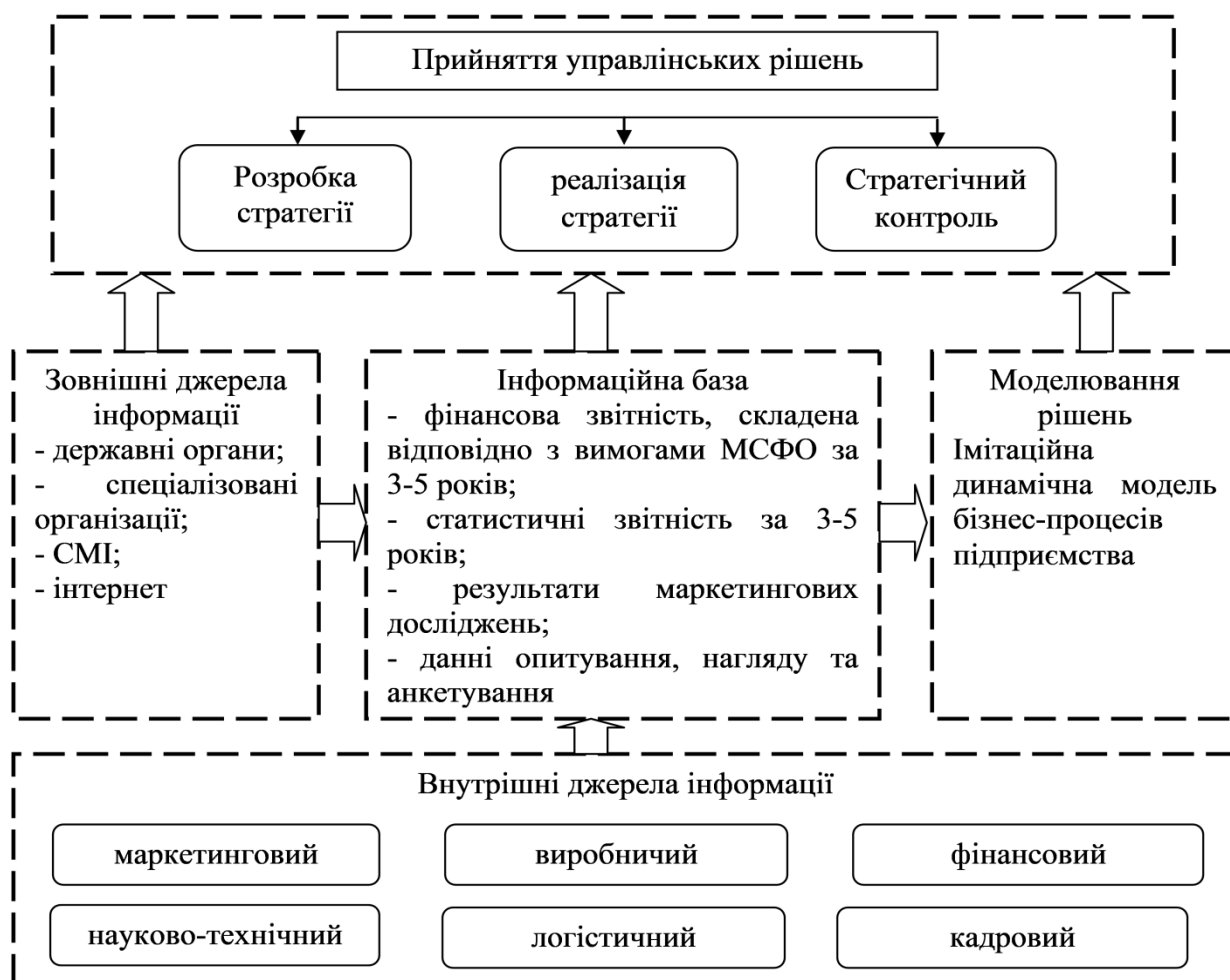 Прийняття управлінських рішень
Розробка
стратегії
реалізація
стратегії
Стратегічний
контроль
Зовнішні джерела
інформації
- державні органи;
- спеціалізовані
організації;
- СМІ;
- інтернет
Інформаційна база
- фінансова звітність, складена
відповідно з вимогами МСФО за
3-5 років;
- статистичні звітність за 3-5
років;
- результати маркетингових
досліджень;
- данні опитування, нагляду та
анкетування
Моделювання
рішень
Імітаційна
динамічна модель
бізнес-процесів
підприємства
Внутрішні джерела інформації
маркетинговий
виробничий
фінансовий
науково-технічний
логістичний
кадровий